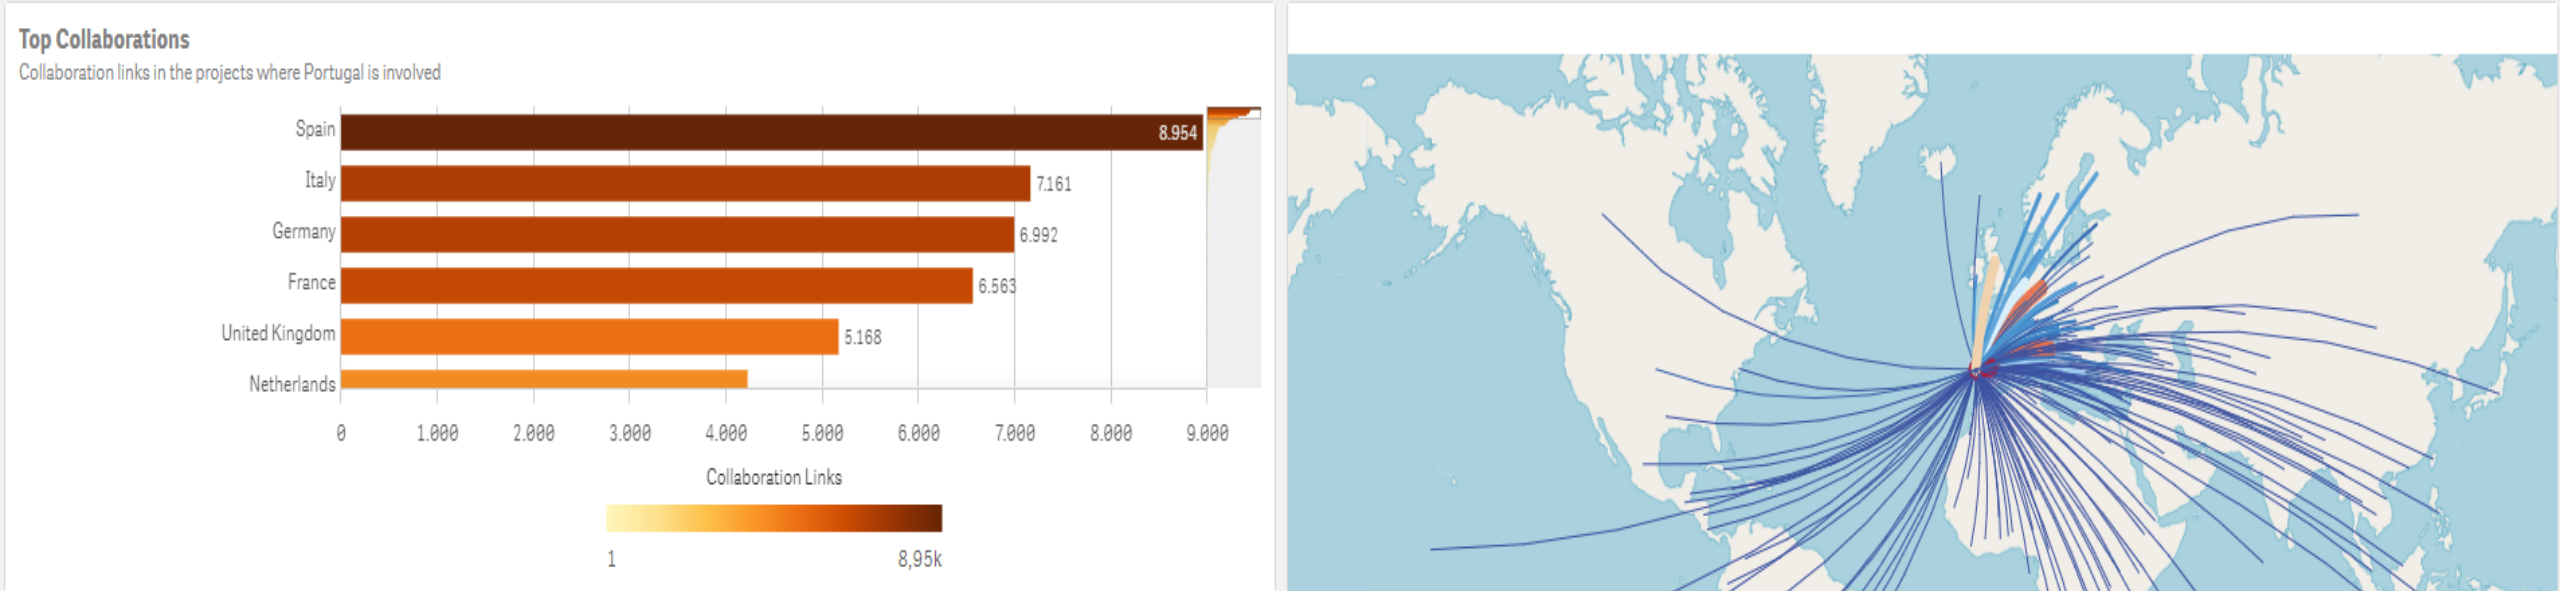 Top Collaborations
Collaboration links in the projects where Portugal is involved
Spain 8.954
Italy 7.161
Germany 6.992
France 6.563
United Kingdom 5.168
Netherlands
0 1.000 2.000 3.000 4.000 5.000 6.000 7.000 8.000 9.000
Collaboration Links
1 8,95k